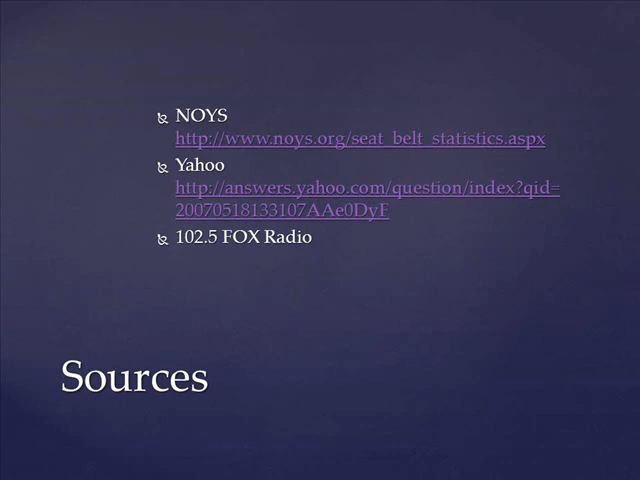 NOYS
http://www.noys.org/seat_belt_statistics.aspx
Yahoo
http://answers.yahoo.com/question/index?qid=
20070518133107AAe0DyF
102.5 FOX Radio
Sources